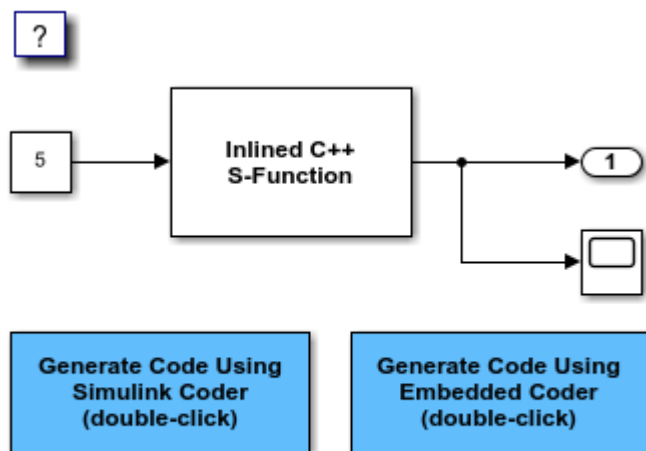 ?
5
Inlined C++
S-Function
1
Generate Code Using
Simulink Coder
(double-click)
Generate Code Using
Embedded Coder
(double-click)